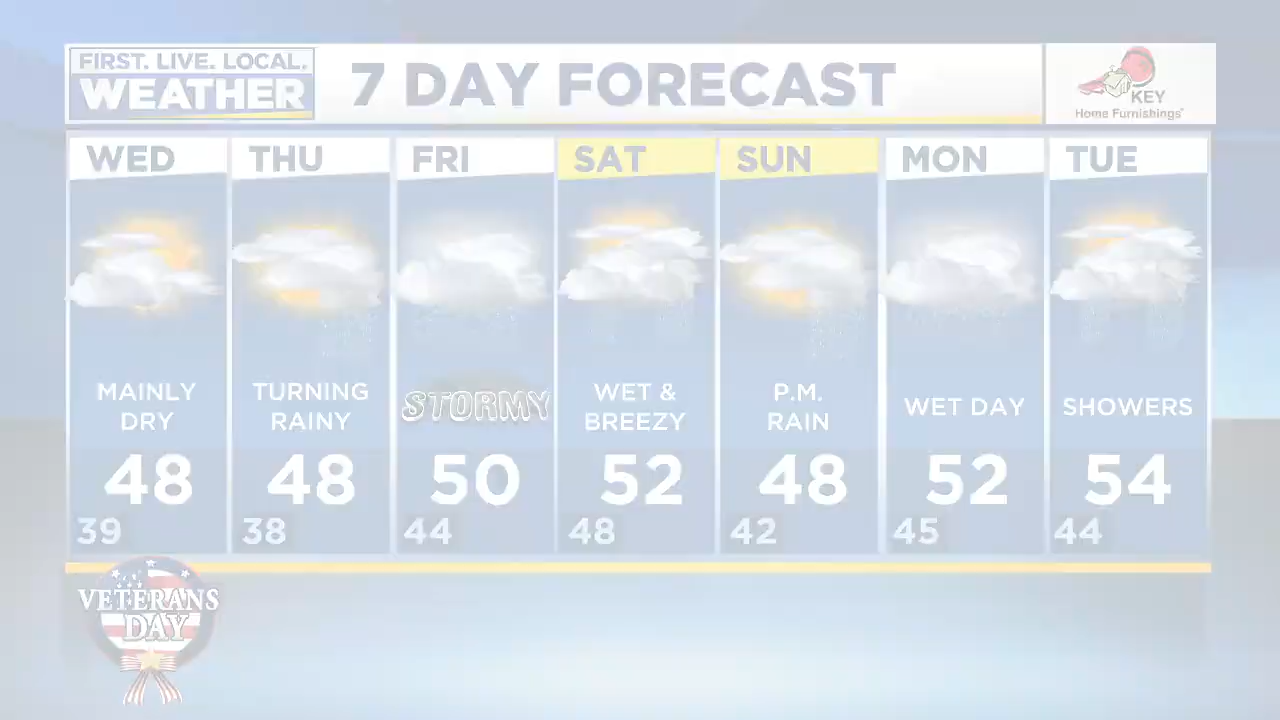 FIRST. LIVE. LOCAL.
WEATHER
7 DAY FORECAST
KEY
Home Furnishings
WED
THU
FRI
SAT
SUN
MON
TUE
MAINLY
DRY
TURNING
RAINY
STORMY
WET &
BREEZY
P.M.
RAIN
WET DAY
SHOWERS
48
48
50
52
48
52
54
39
38
44
48
42
45
44
VETERANS
DAY